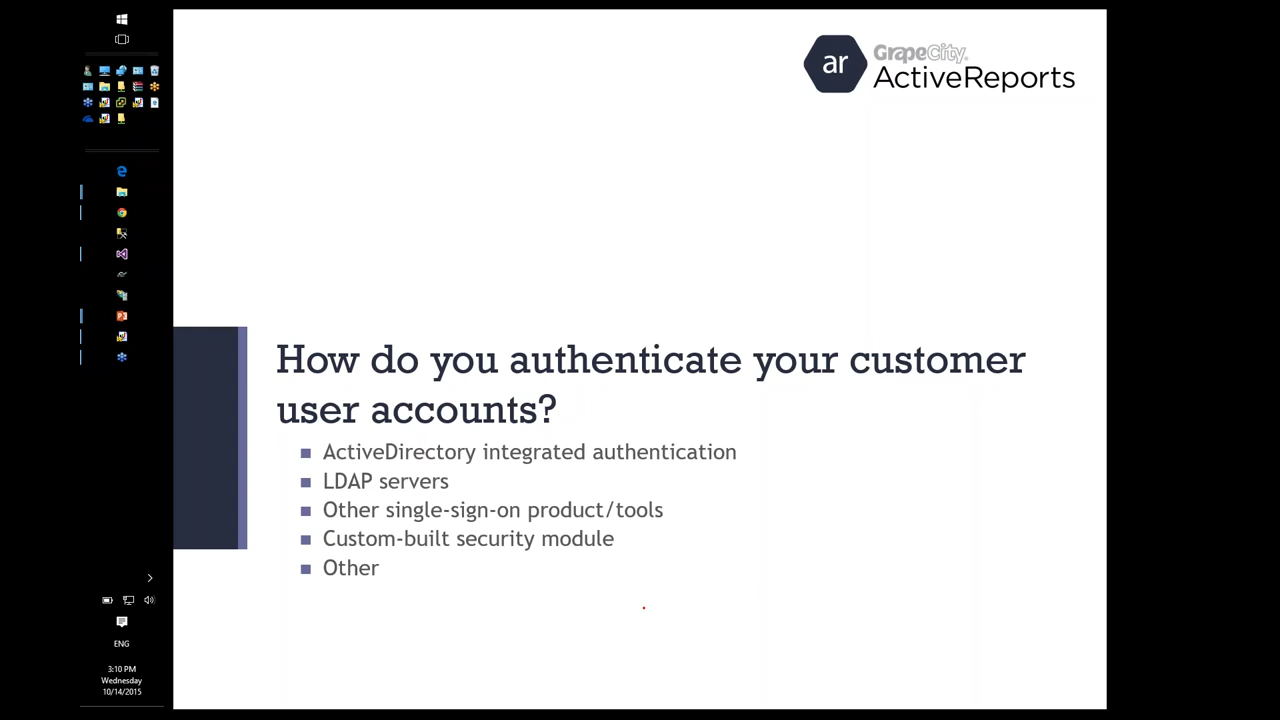 ar
GrapeCity®
ActiveReports
How do you authenticate your customer
user accounts?
ActiveDirectory integrated authentication
LDAP servers
Other single-sign-on product/tools
Custom-built security module
Other
ENG
3:10 PM
Wednesday
10/14/2015